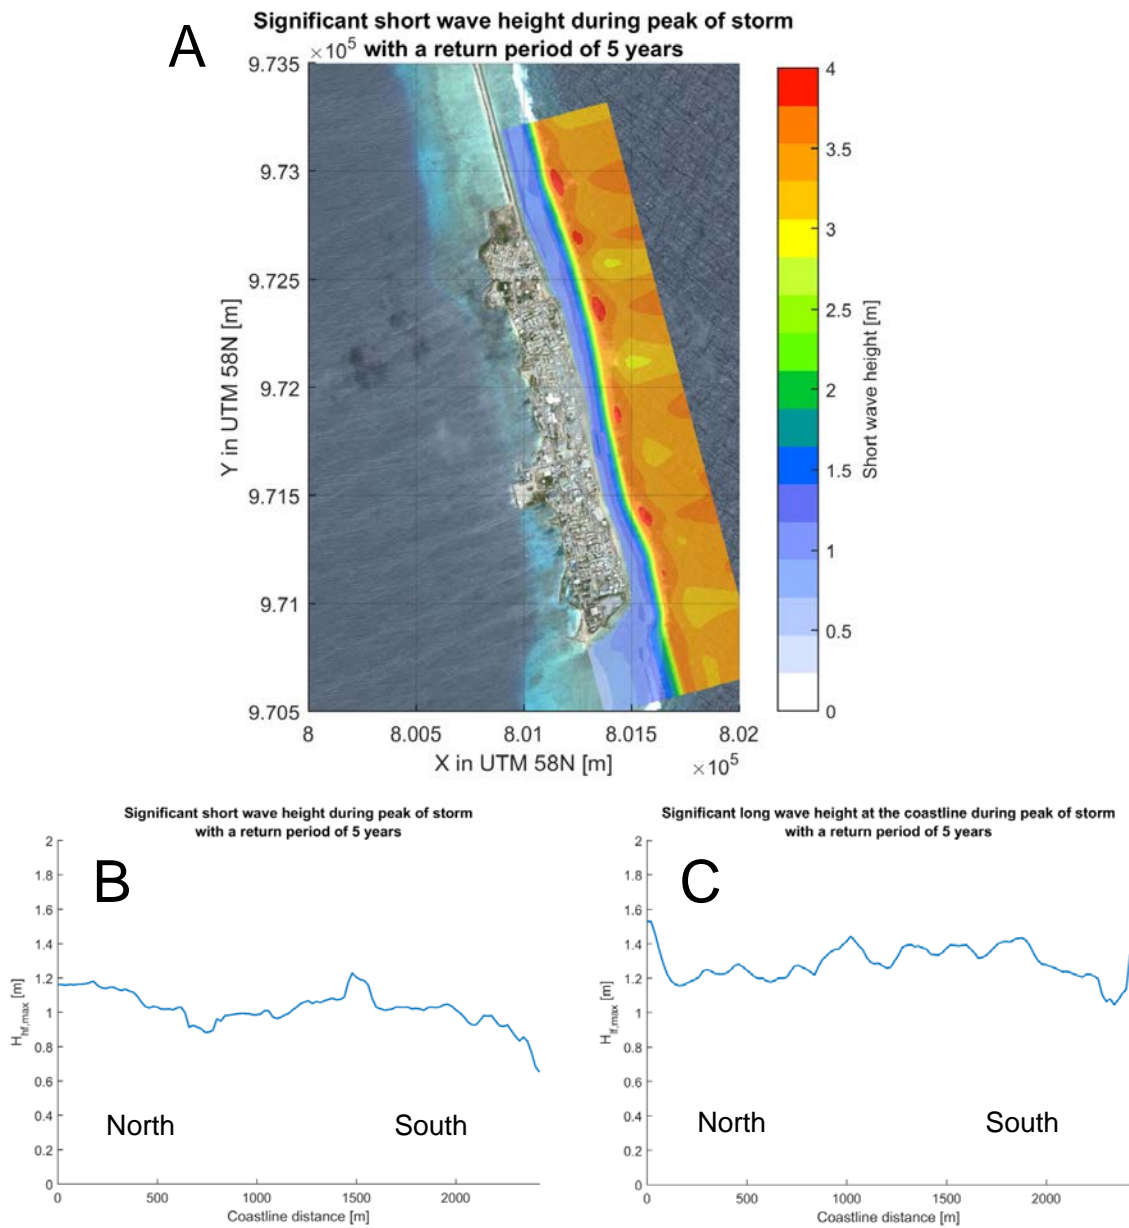 A
Significant short wave height during peak of storm
×10⁵ with a return period of 5 years
9.735
9.73
9.725
9.72
9.715
9.71
9.705
Y in UTM 58N [m]
8 8.005 8.01 8.015 8.02
X in UTM 58N [m] ×10⁵
4
3.5
3
2.5
2
1.5
1
0.5
0
Short wave height [m]
Significant short wave height during peak of storm
with a return period of 5 years
B
2
1.8
1.6
1.4
1.2
1
0.8
0.6
0.4
0.2
0
H_hf,max [m]
North South
0 500 1000 1500 2000
Coastline distance [m]
Significant long wave height at the coastline during peak of storm
with a return period of 5 years
C
2
1.8
1.6
1.4
1.2
1
0.8
0.6
0.4
0.2
0
H_lf,max [m]
North South
0 500 1000 1500 2000
Coastline distance [m]